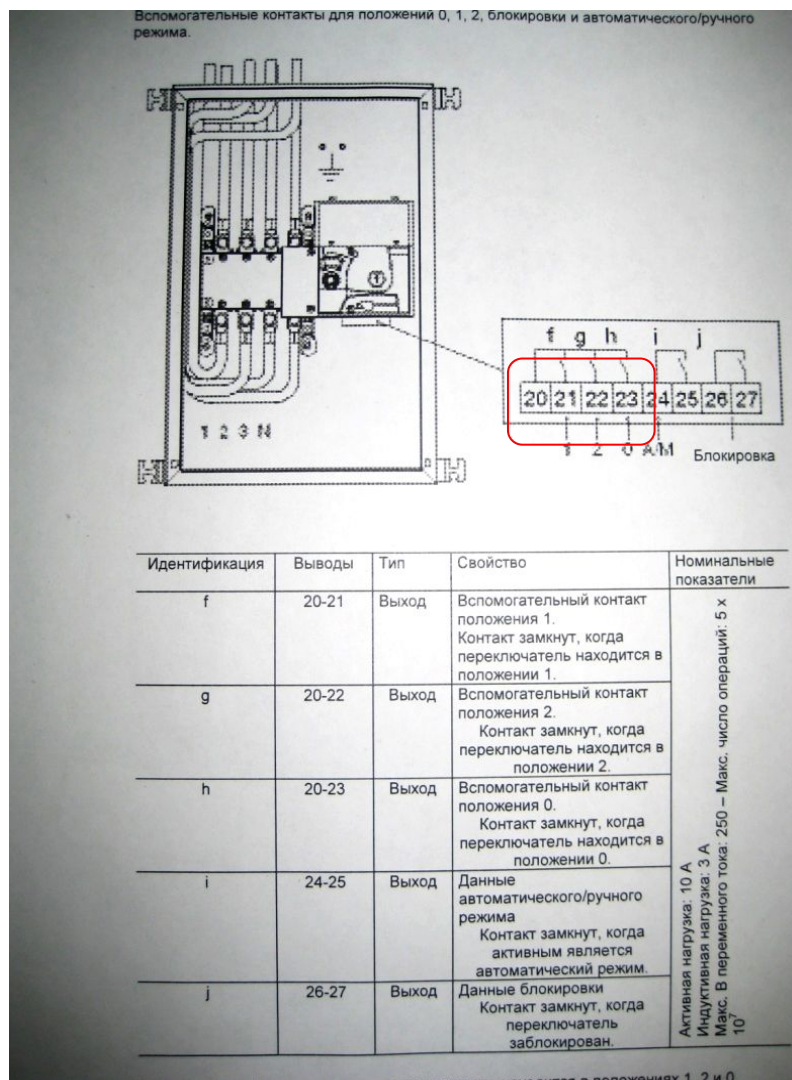 Вспомогательные контакты для положений 0, 1, 2, блокировки и автоматического/ручного
режима.
1
f g h i j
20 21 22 23 24 25 26 27
1 2 0 A/M Блокировка
1 2 3 N
Идентификация Выводы Тип Свойство Номинальные
показатели
f 20-21 Выход Вспомогательный контакт
положения 1.
Контакт замкнут, когда
переключатель находится в
положении 1.
g 20-22 Выход Вспомогательный контакт
положения 2.
Контакт замкнут, когда
переключатель находится в
положении 2.
h 20-23 Выход Вспомогательный контакт
положения 0.
Контакт замкнут, когда
переключатель находится в
положении 0.
i 24-25 Выход Данные
автоматического/ручного
режима
Контакт замкнут, когда
активным является
автоматический режим.
j 26-27 Выход Данные блокировки
Контакт замкнут, когда
переключатель
заблокирован.
Активная нагрузка: 10 А
Индуктивная нагрузка: 3 А
Макс. В переменного тока: 250 – Макс. число операций: 5 x
10⁷
положениях 1, 2 и 0